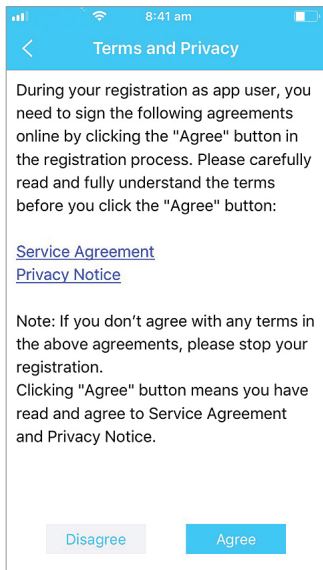 8:41 am
Terms and Privacy
During your registration as app user, you
need to sign the following agreements
online by clicking the "Agree" button in
the registration process. Please carefully
read and fully understand the terms
before you click the "Agree" button:
Service Agreement
Privacy Notice
Note: If you don’t agree with any terms in
the above agreements, please stop your
registration.
Clicking "Agree" button means you have
read and agree to Service Agreement
and Privacy Notice.
Disagree Agree